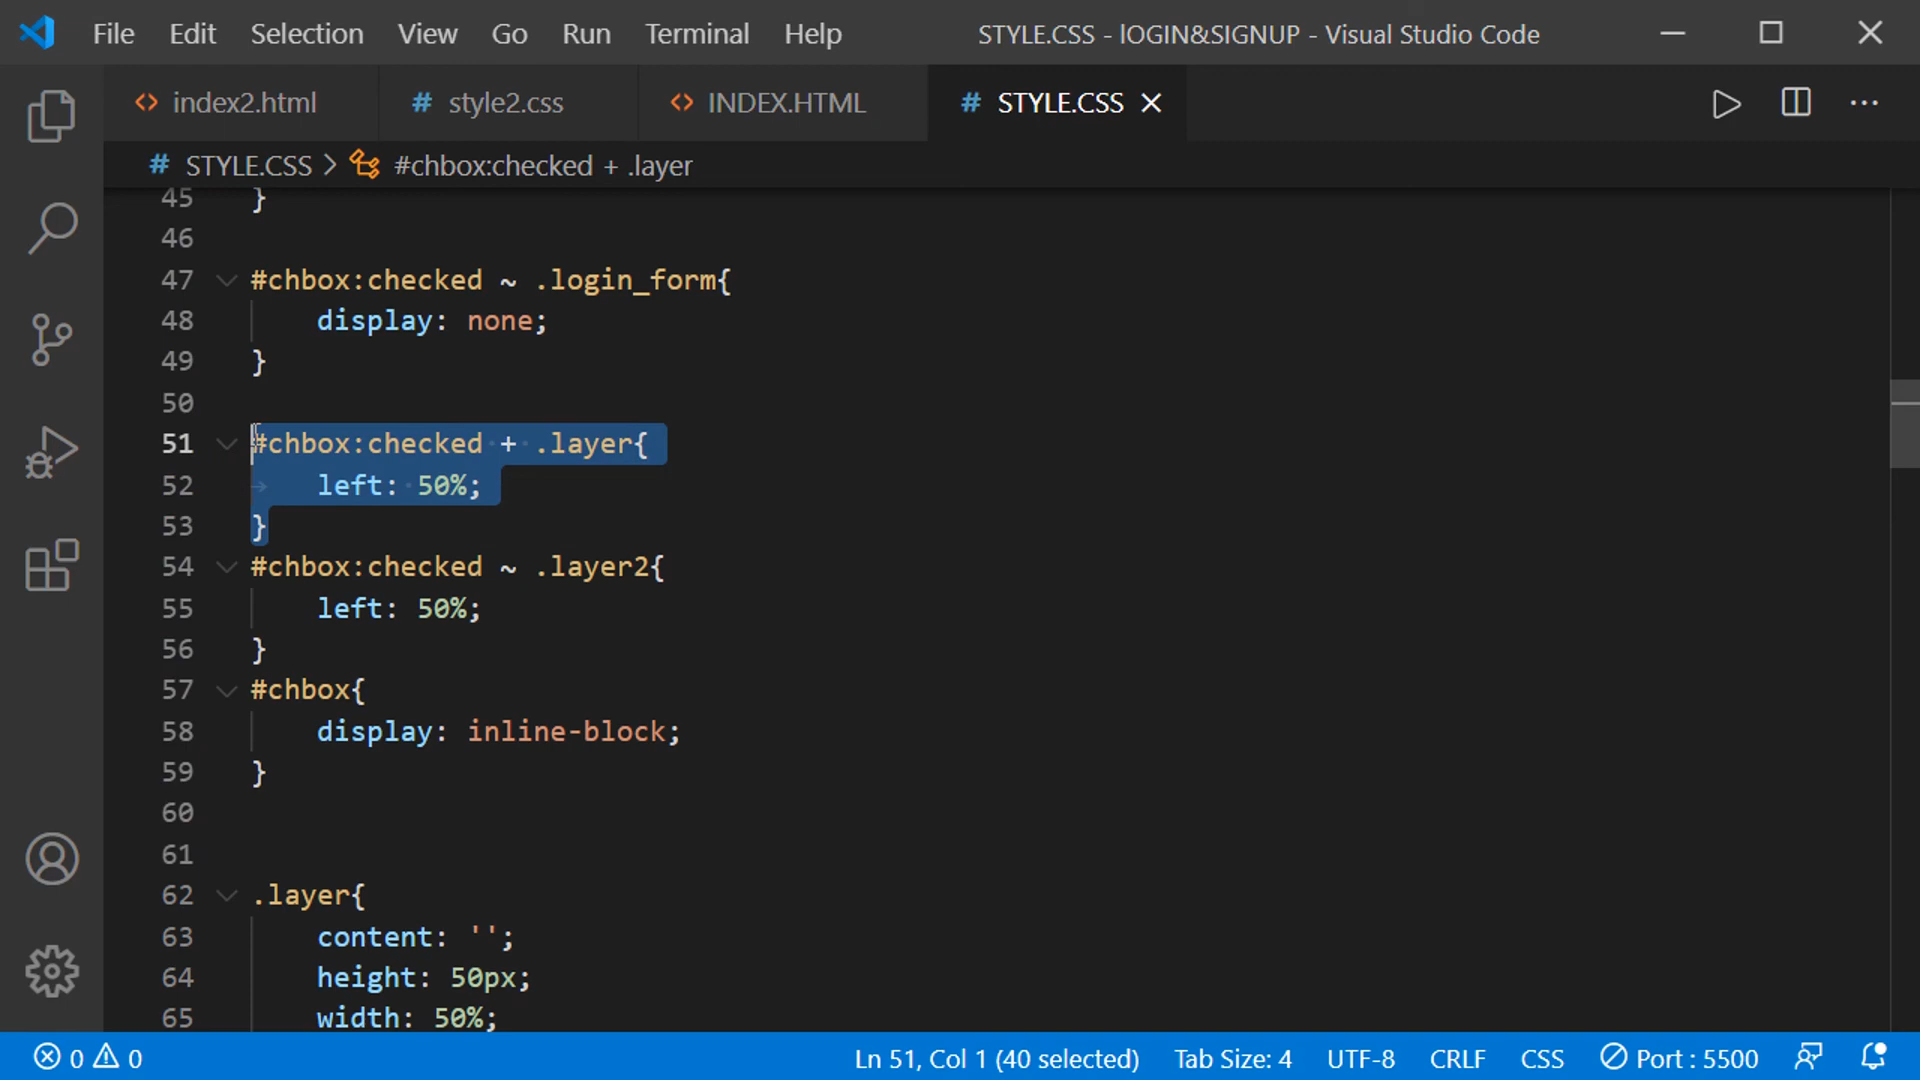 File Edit Selection View Go Run Terminal Help STYLE.CSS - lOGIN&SIGNUP - Visual Studio Code
index2.html # style2.css INDEX.HTML # STYLE.CSS
# STYLE.CSS > #chbox:checked + .layer
45 }
46
47 #chbox:checked ~ .login_form{
48 display: none;
49 }
50
51 #chbox:checked + .layer{
52 left: 50%;
53 }
54 #chbox:checked ~ .layer2{
55 left: 50%;
56 }
57 #chbox{
58 display: inline-block;
59 }
60
61
62 .layer{
63 content: '';
64 height: 50px;
65 width: 50%;
0 0 Ln 51, Col 1 (40 selected) Tab Size: 4 UTF-8 CRLF CSS Port : 5500